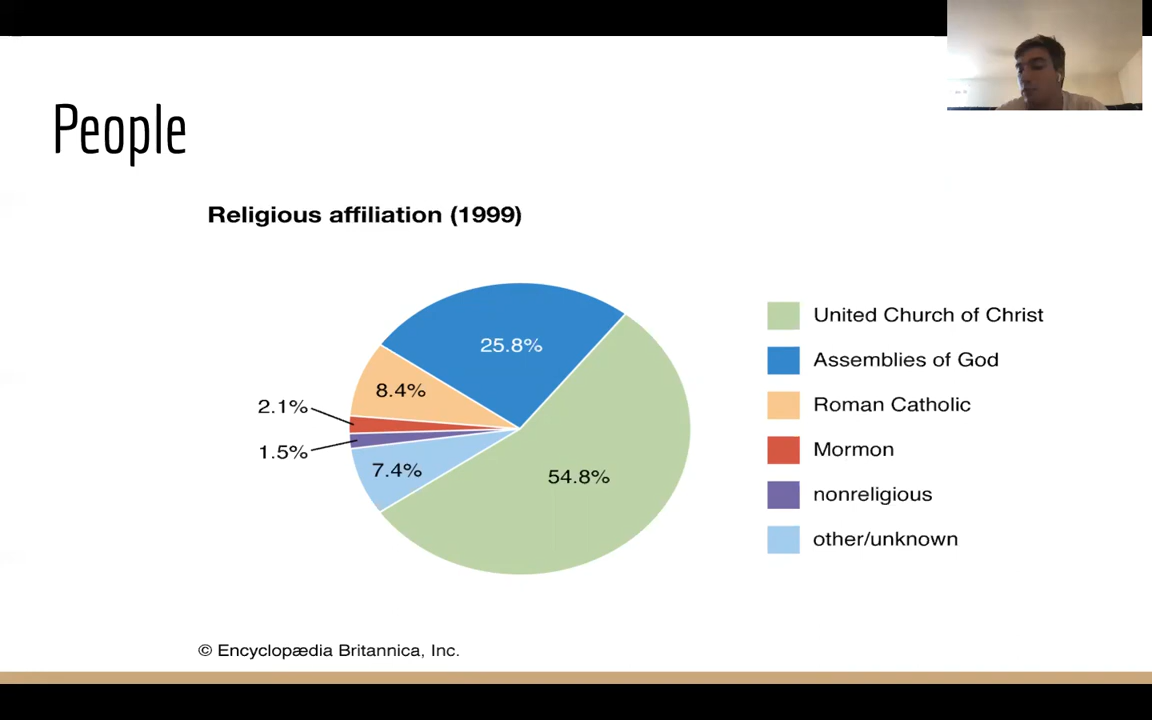 People
Religious affiliation (1999)
25.8%
8.4%
2.1%
1.5%
7.4%
54.8%
United Church of Christ
Assemblies of God
Roman Catholic
Mormon
nonreligious
other/unknown
© Encyclopædia Britannica, Inc.